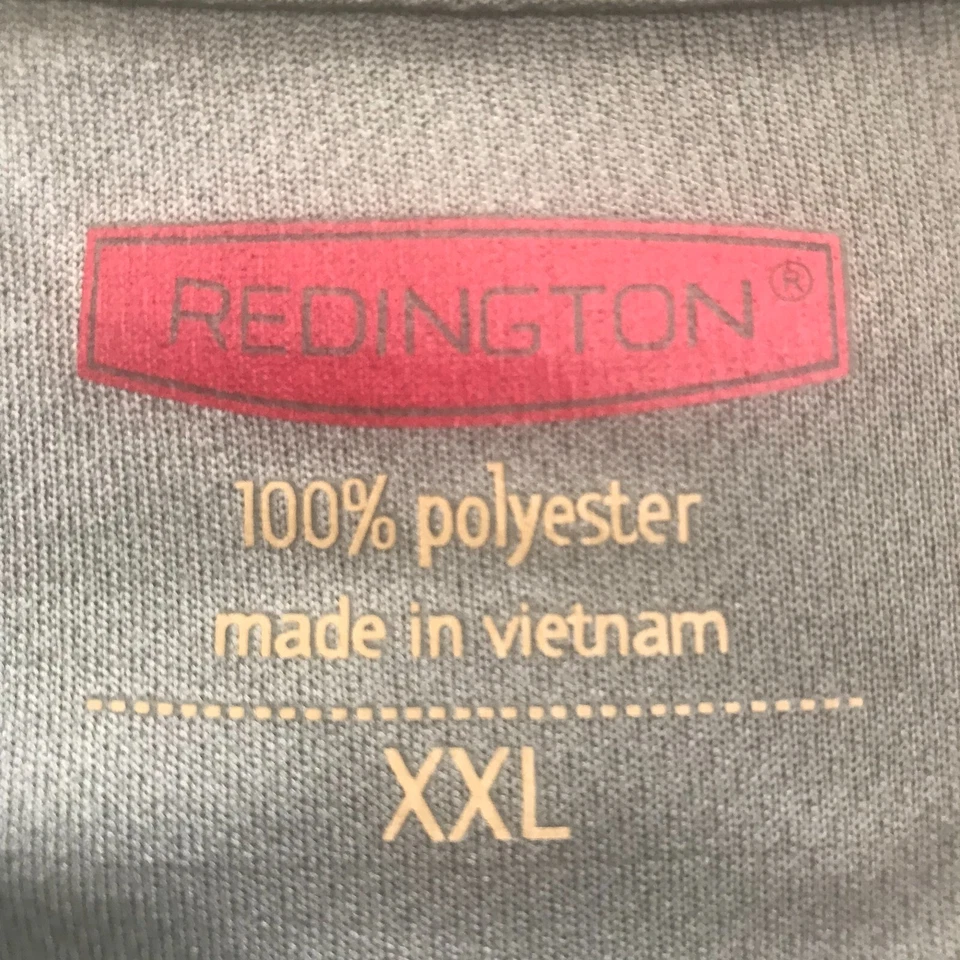 REDINGTON®
100% polyester
made in vietnam
XXL